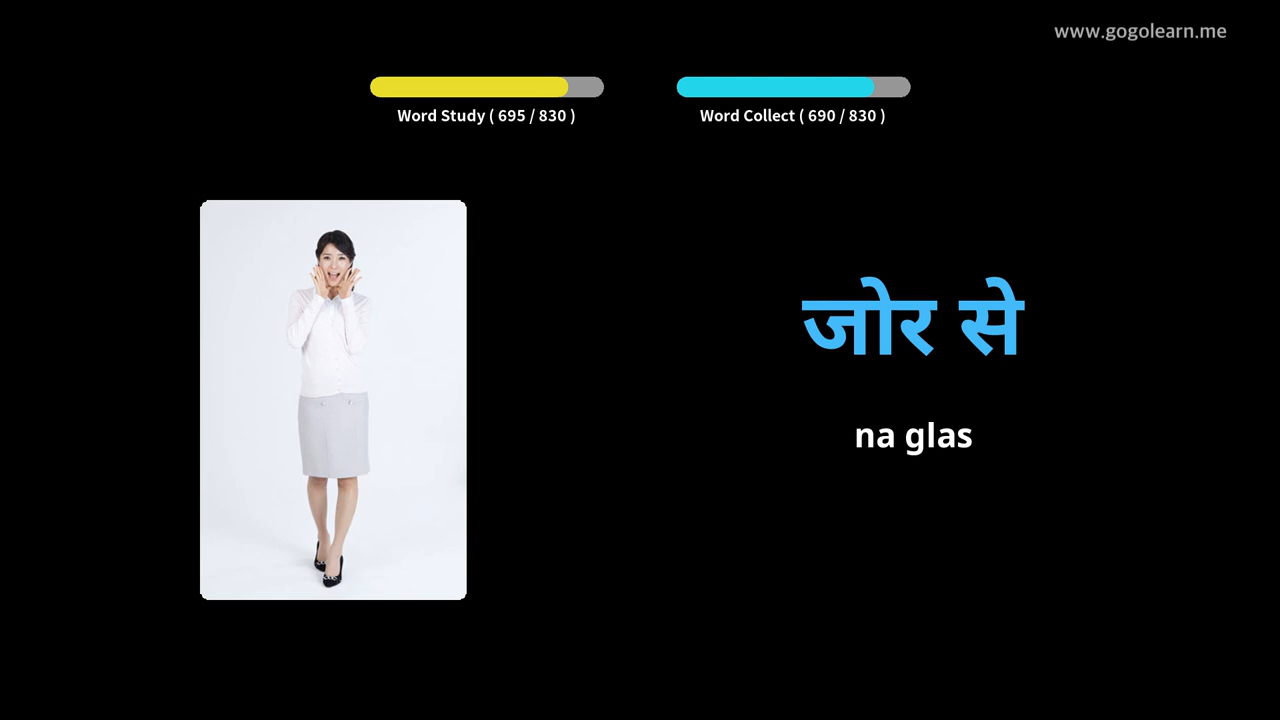 www.gogolearn.me
Word Study ( 695 / 830 )
Word Collect ( 690 / 830 )
जोर से
na glas